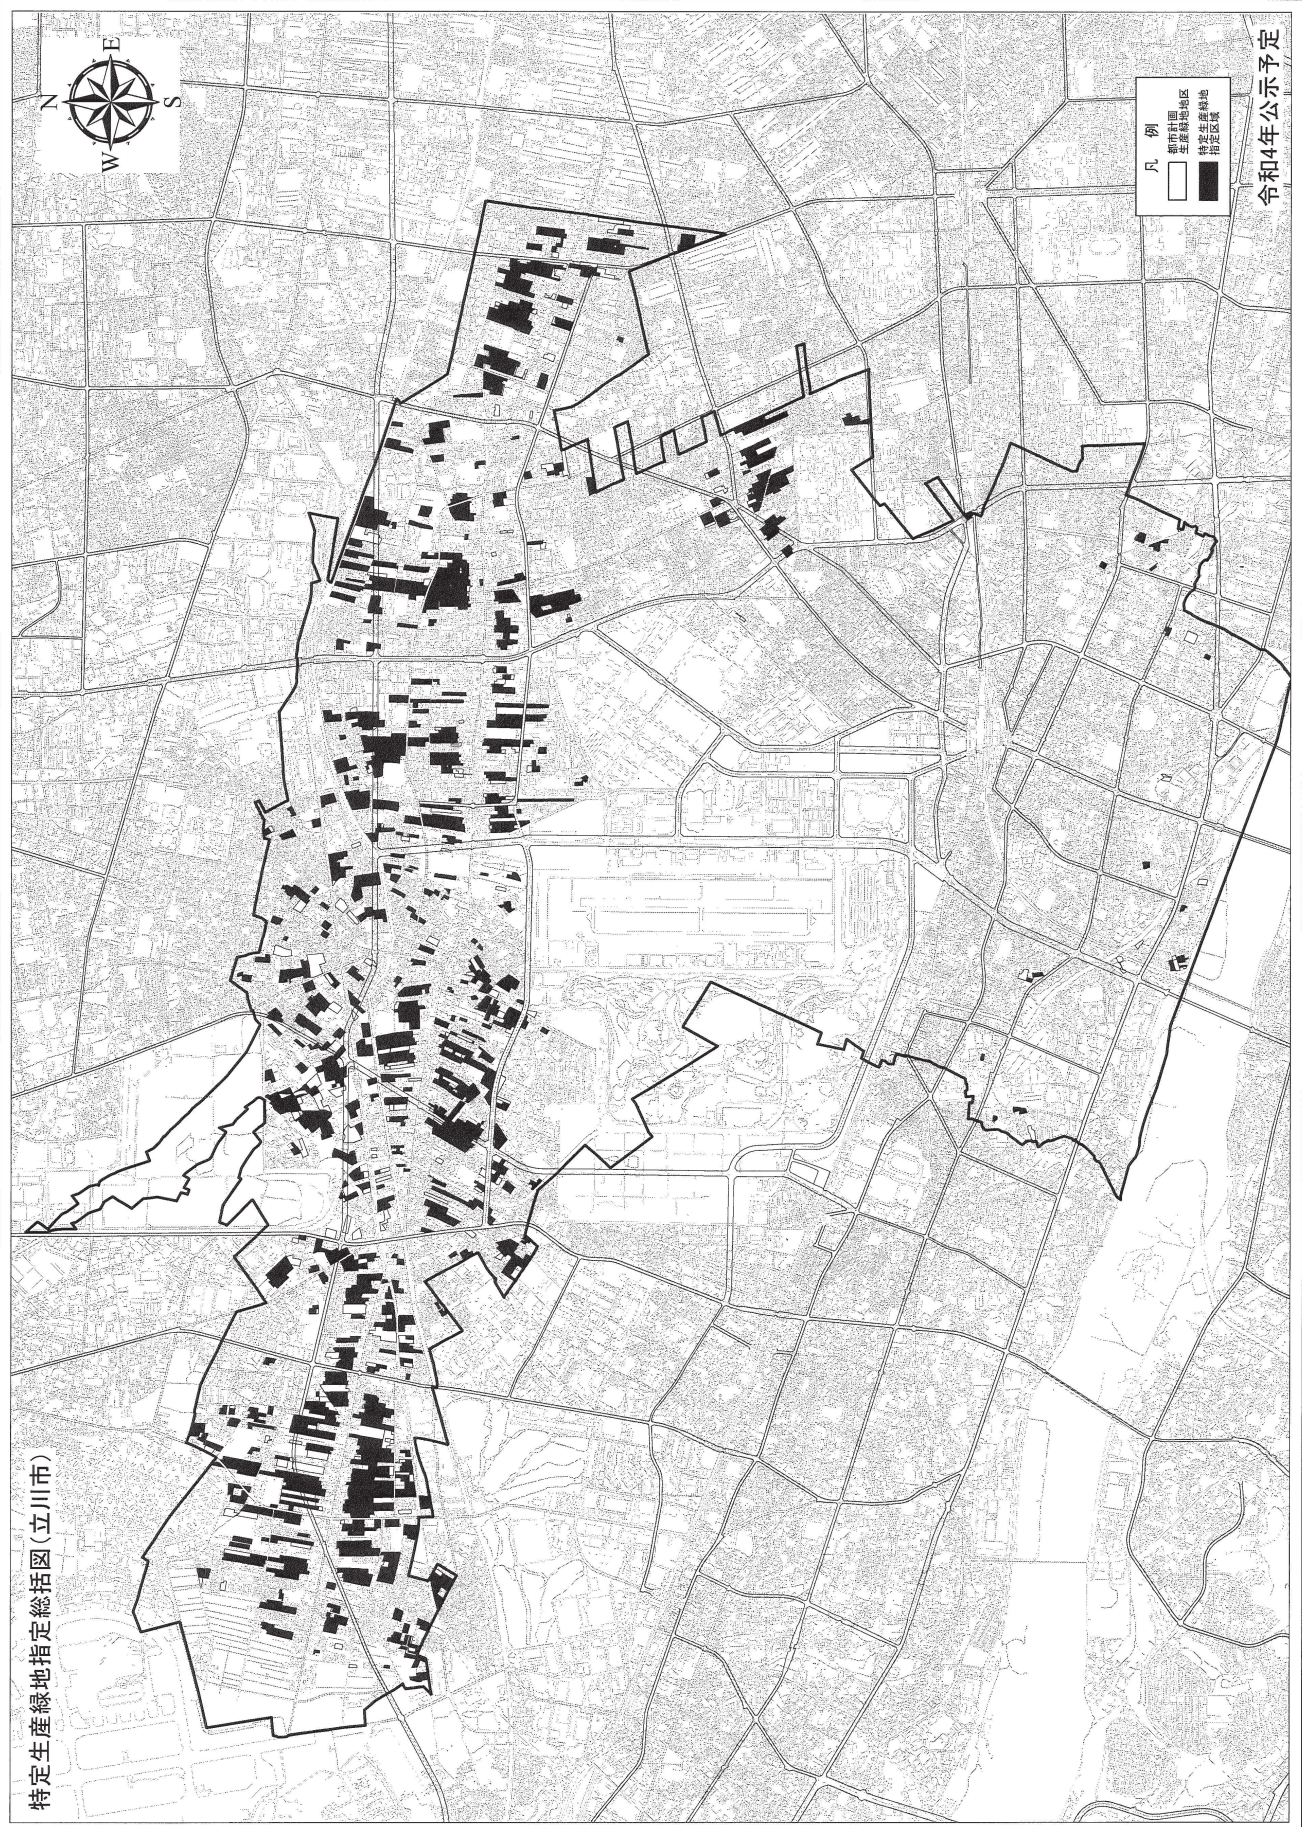 特定生産緑地指定総括図(立川市)
N
E
S
W
凡 例
都市計画
生産緑地地区
特定生産緑地
指定区域
令和4年公示予定